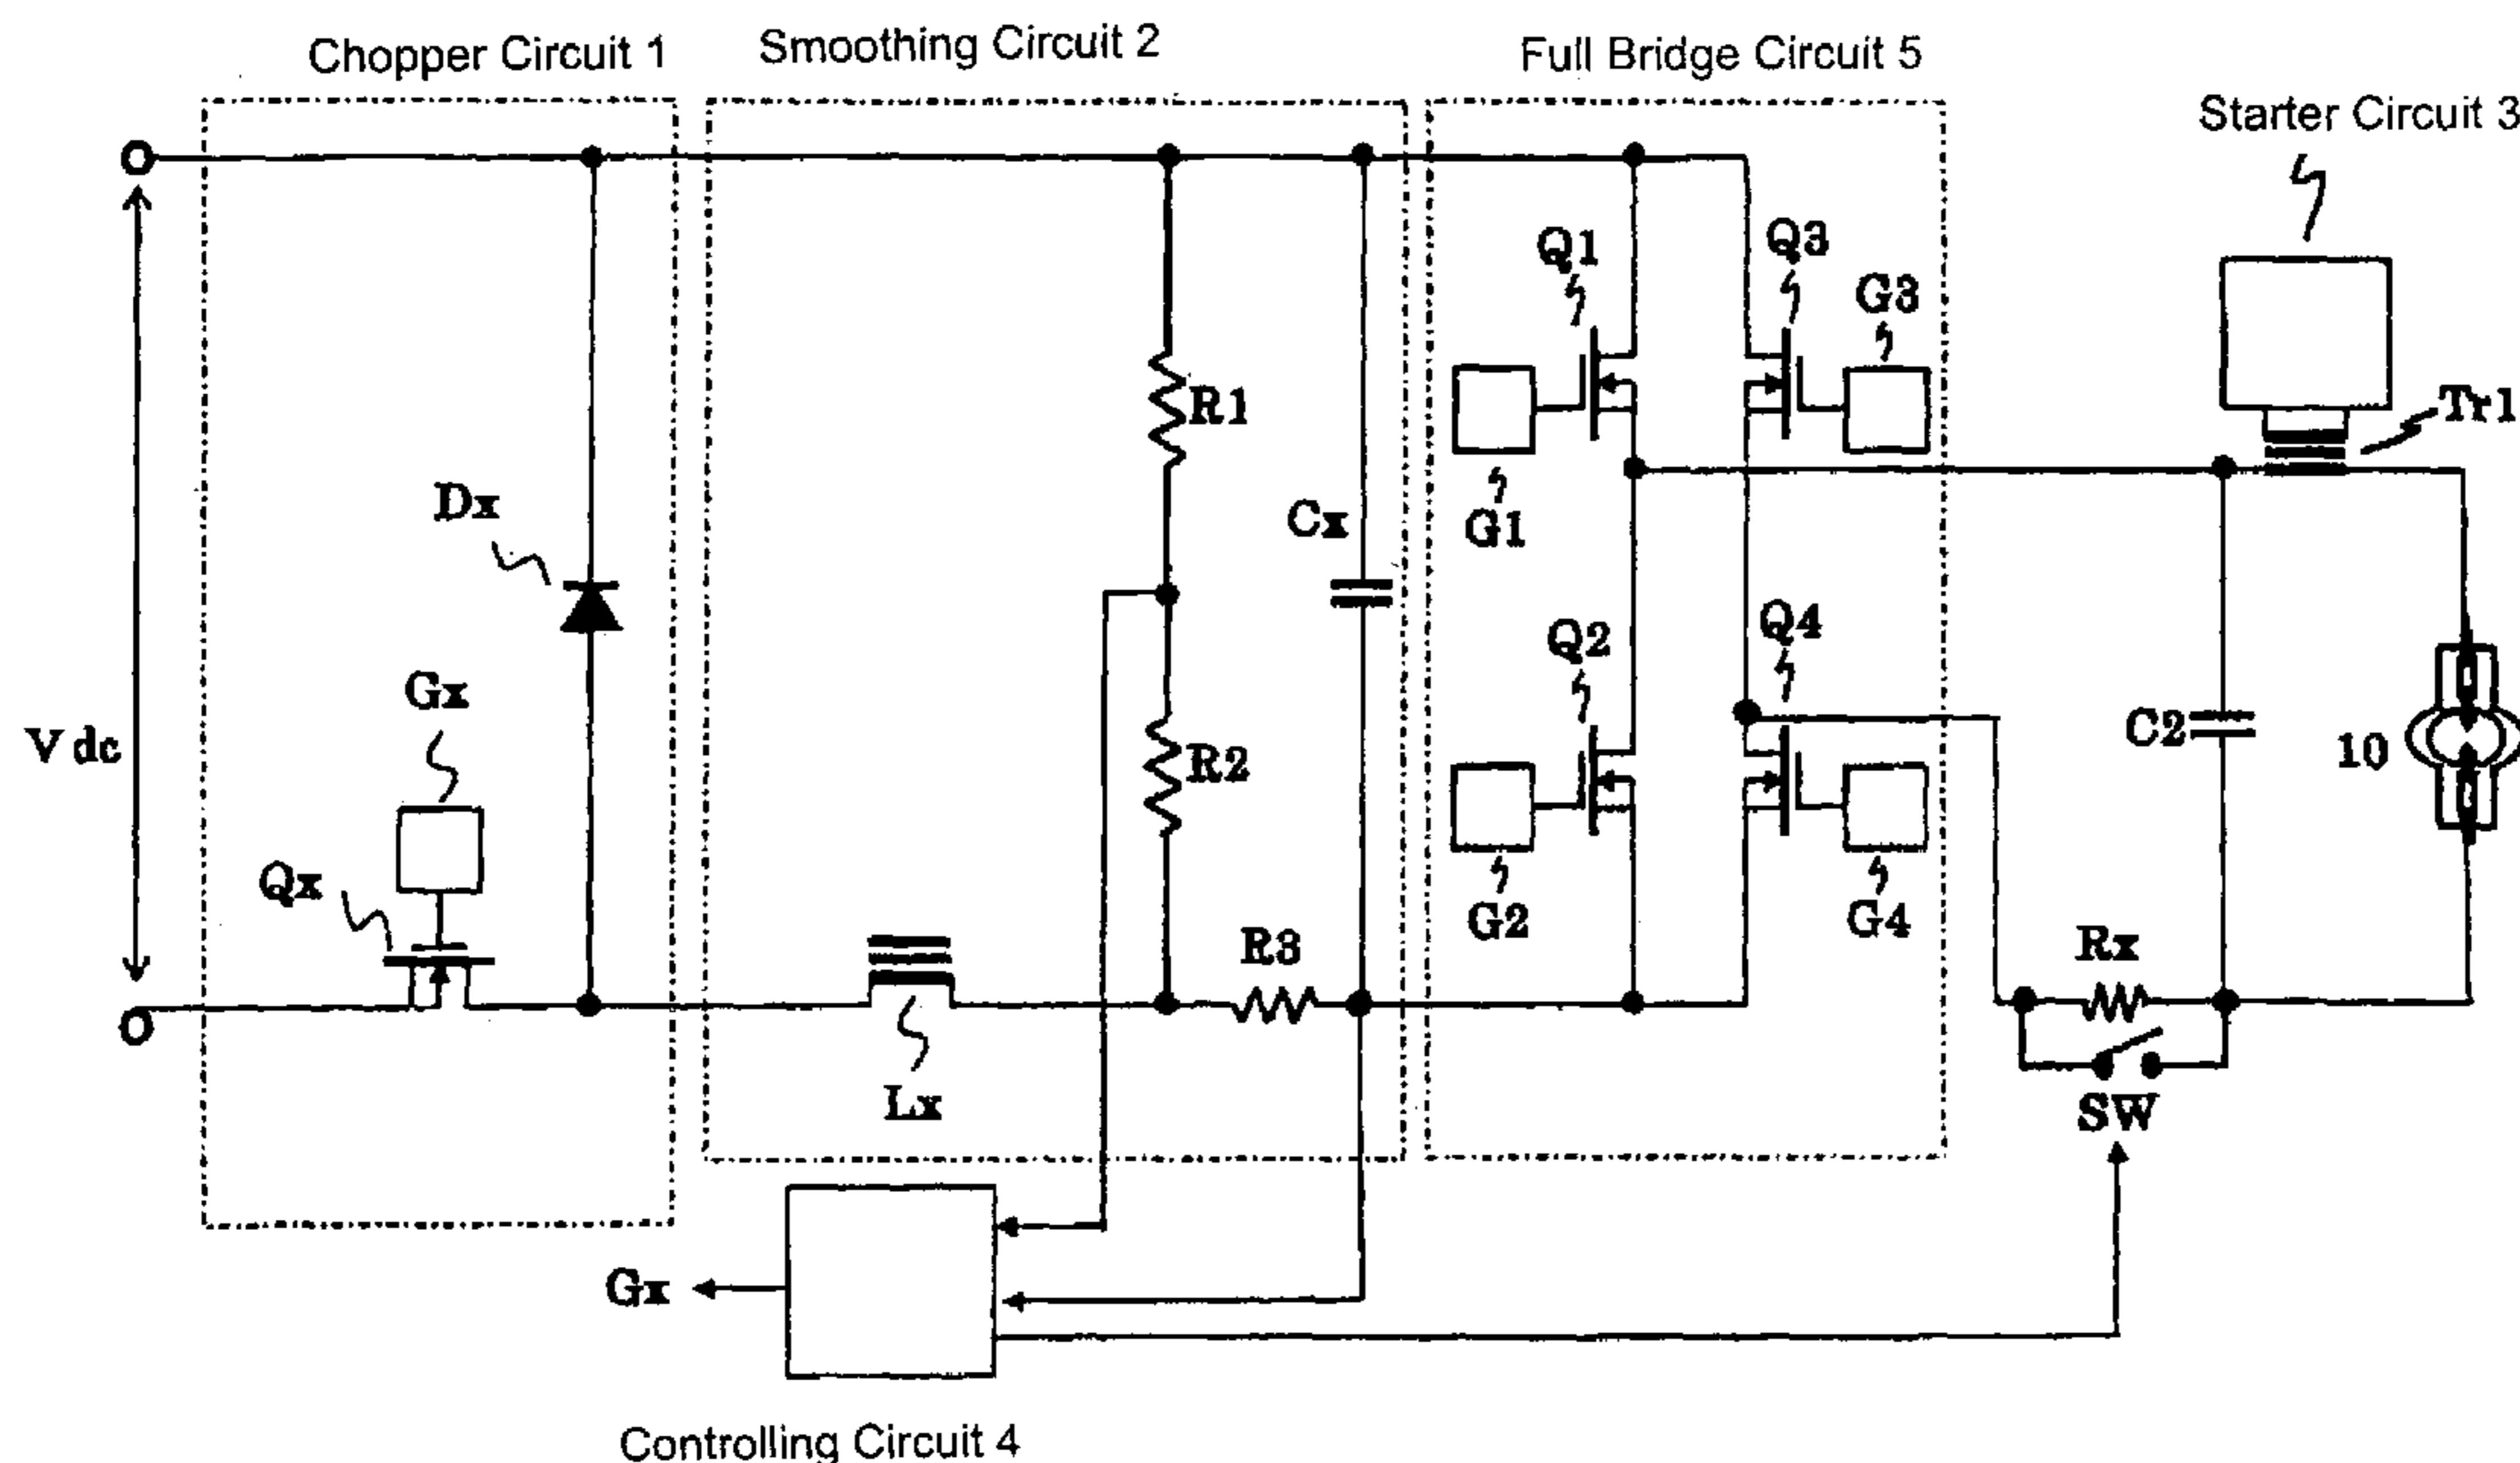 Chopper Circuit 1
Smoothing Circuit 2
Full Bridge Circuit 5
Starter Circuit 3
Q1
Q3
G3
R1
Tr1
Dx
Cx
G1
Q2
Q4
Gx
Vdc
R2
C2
10
Qx
G2
G4
R3
Rx
Lx
SW
Gx
Controlling Circuit 4